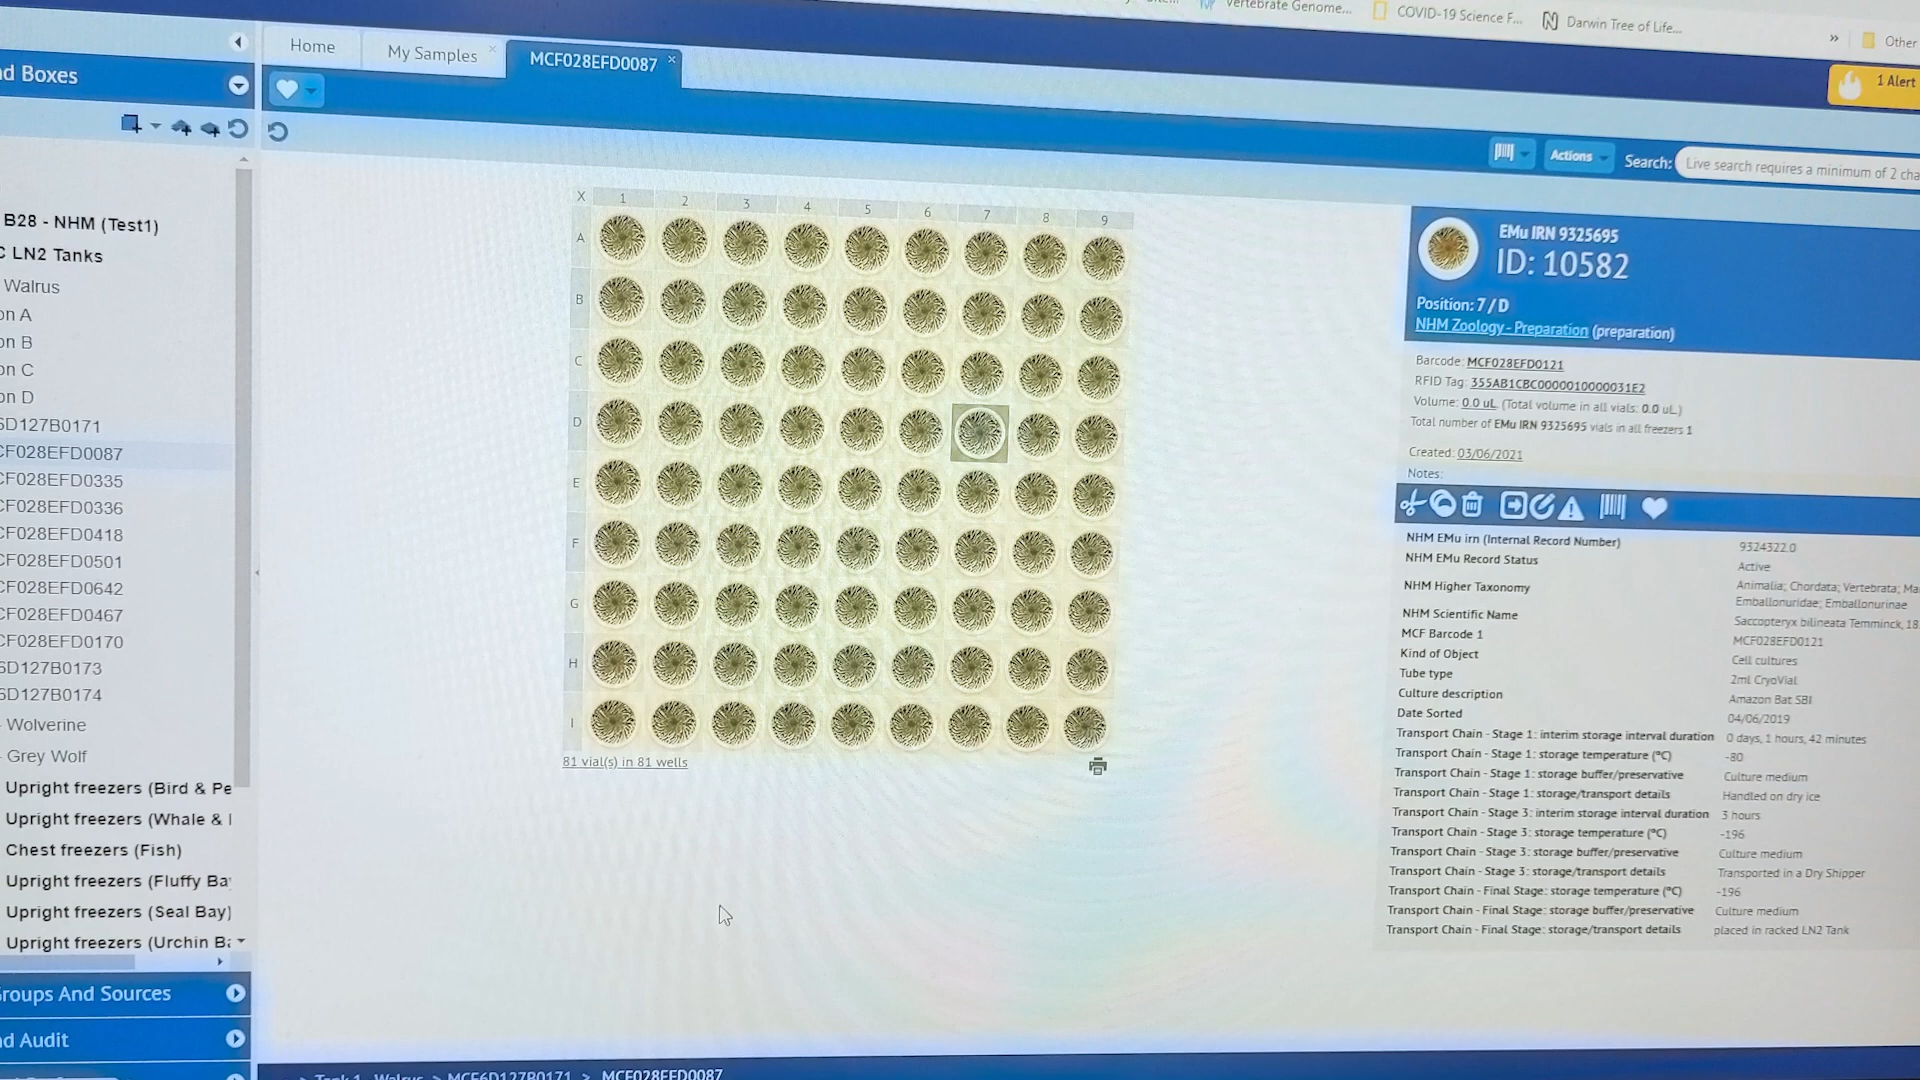 Vertebrate Genome...
COVID-19 Science F...
Darwin Tree of Life...
»
Other
Home
My Samples ×
MCF028EFD0087 ×
1 Alert
Boxes
Actions
Search:
Live search requires a minimum of 2 cha
B28 - NHM (Test1)
LN2 Tanks
Walrus
on A
on B
on C
on D
6D127B0171
CF028EFD0087
CF028EFD0335
CF028EFD0336
CF028EFD0418
CF028EFD0501
CF028EFD0642
CF028EFD0467
CF028EFD0170
6D127B0173
6D127B0174
- Wolverine
- Grey Wolf
Upright freezers (Bird & Pe
Upright freezers (Whale &
Chest freezers (Fish)
Upright freezers (Fluffy Ba
Upright freezers (Seal Bay)
Upright freezers (Urchin Ba
Groups And Sources
Audit
X 1 2 3 4 5 6 7 8 9
A
B
C
D
E
F
G
H
I
81 vial(s) in 81 wells
EMu IRN 9325695
ID: 10582
Position: 7 / D
NHM Zoology - Preparation (preparation)
Barcode: MCF028EFD0121
RFID Tag: 355AB1CBC0000010000031E2
Volume: 0.0 uL (Total volume in all vials: 0.0 uL)
Total number of EMu IRN 9325695 vials in all freezers 1
Created: 03/06/2021
Notes:
NHM EMu irn (Internal Record Number) 9324322.0
NHM EMu Record Status Active
NHM Higher Taxonomy Animalia; Chordata; Vertebrata; Ma
Emballonuridae; Emballonurinae
NHM Scientific Name Saccopteryx bilineata Temminck, 18
MCF Barcode 1 MCF028EFD0121
Kind of Object Cell cultures
Tube type 2ml CryoVial
Culture description Amazon Bat SBI
Date Sorted 04/06/2019
Transport Chain - Stage 1: interim storage interval duration 0 days, 1 hours, 42 minutes
Transport Chain - Stage 1: storage temperature (°C) -80
Transport Chain - Stage 1: storage buffer/preservative Culture medium
Transport Chain - Stage 1: storage/transport details Handled on dry ice
Transport Chain - Stage 3: interim storage interval duration 3 hours
Transport Chain - Stage 3: storage temperature (°C) -196
Transport Chain - Stage 3: storage buffer/preservative Culture medium
Transport Chain - Stage 3: storage/transport details Transported in a Dry Shipper
Transport Chain - Final Stage: storage temperature (°C) -196
Transport Chain - Final Stage: storage buffer/preservative Culture medium
Transport Chain - Final Stage: storage/transport details placed in racked LN2 Tank
> Tank 1 - Walrus > MCF6D127B0171 > MCF028EFD0087